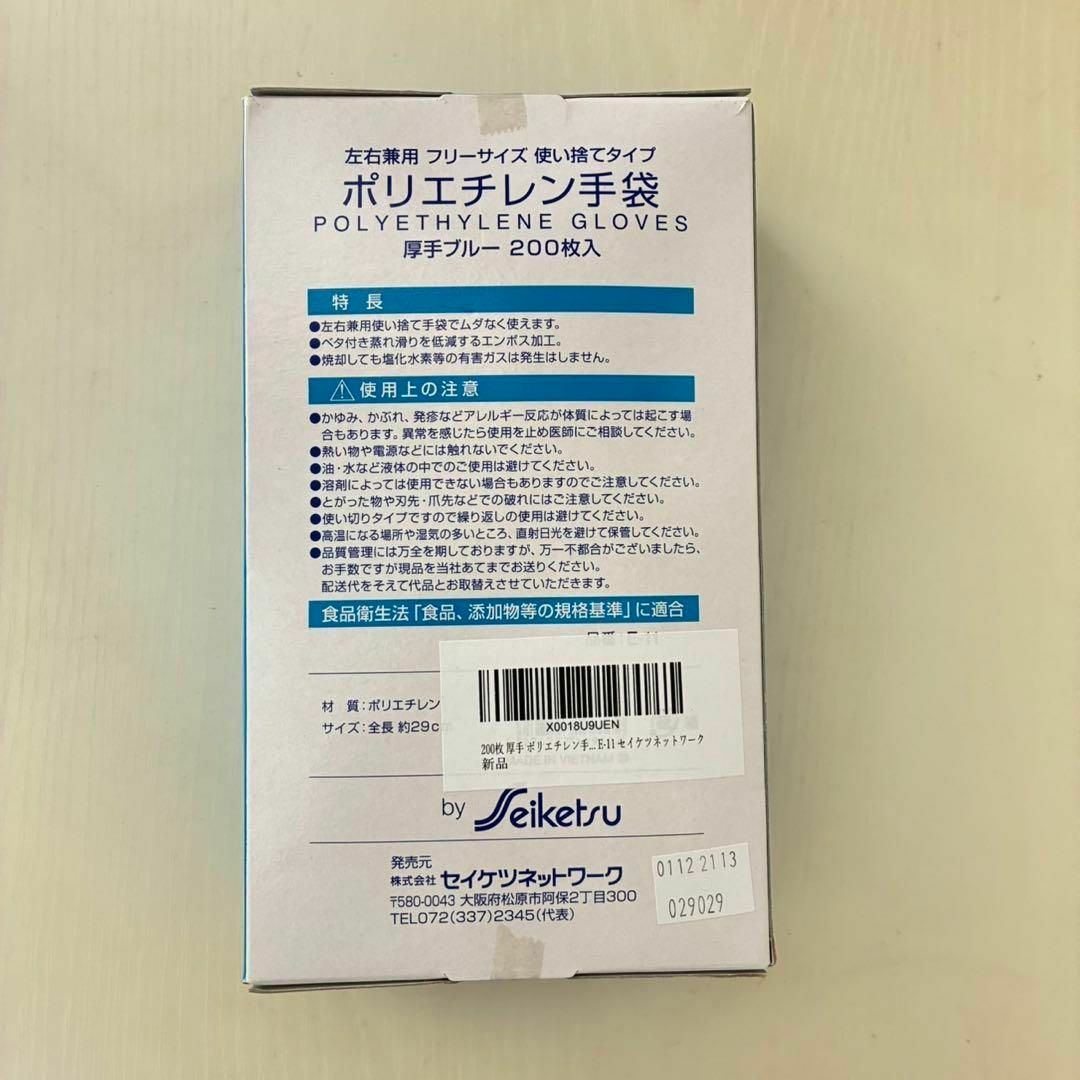 左右兼用 フリーサイズ 使い捨てタイプ
ポリエチレン手袋
POLYETHYLENE GLOVES
厚手ブルー 200枚入
特 長
●左右兼用使い捨て手袋でムダなく使えます。
●ベタ付き蒸れ滑りを低減するエンボス加工。
●焼却しても塩化水素等の有害ガスは発生はしません。
使用上の注意
●かゆみ、かぶれ、発疹などアレルギー反応が体質によっては起こす場
合もあります。異常を感じたら使用を止め医師にご相談してください。
●熱い物や電源などには触れないでください。
●油・水など液体の中でのご使用は避けてください。
●溶剤によっては使用できない場合もありますのでご注意してください。
●とがった物や刃先・爪先などでの破れにはご注意してください。
●使い切りタイプですので繰り返しの使用は避けてください。
●高温になる場所や湿気の多いところ、直射日光を避けて保管してください。
●品質管理には万全を期しておりますが、万一不都合がございましたら、
お手数ですが現品を当社あてまでお送りください。
配送代をそえて代品とお取替えさせていただきます。
食品衛生法「食品、添加物等の規格基準」に適合
材 質:ポリエチレン
サイズ:全長 約29c
X0018U9UEN
200枚 厚手 ポリエチレン手...E-11 セイケツネットワーク
新品
MADE IN VIETNAM
by Seiketsu
発売元
株式会社 セイケツネットワーク
〒580-0043 大阪府松原市阿保2丁目300
TEL072(337)2345(代表)
0112 2113
029029